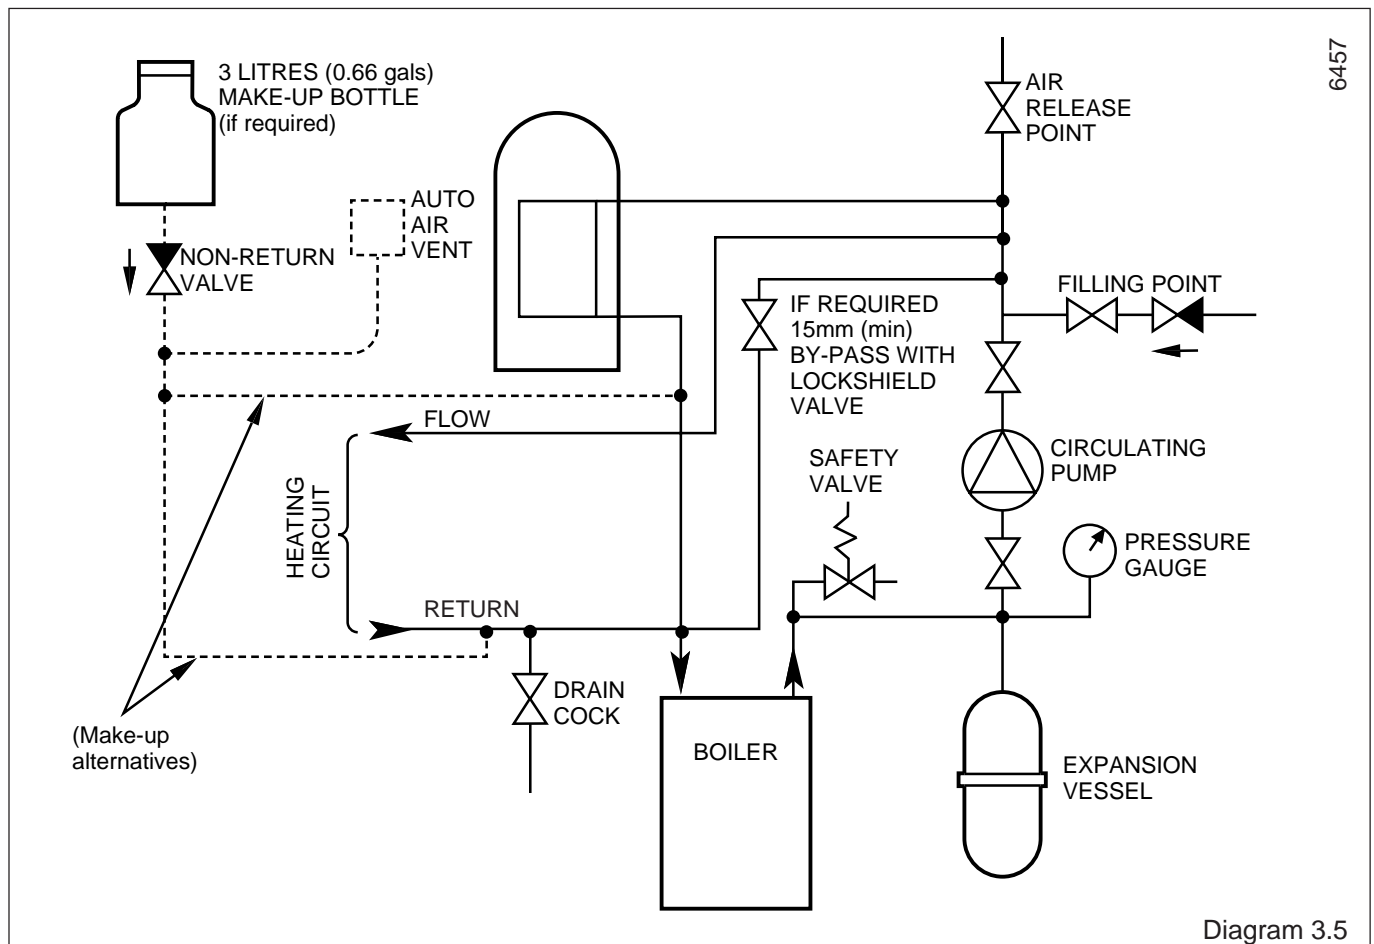 6457
3 LITRES (0.66 gals)
MAKE-UP BOTTLE
(if required)
AIR
RELEASE
POINT
AUTO
AIR
VENT
NON-RETURN
VALVE
FILLING POINT
IF REQUIRED
15mm (min)
BY-PASS WITH
LOCKSHIELD
VALVE
FLOW
CIRCULATING
PUMP
SAFETY
VALVE
HEATING
CIRCUIT
PRESSURE
GAUGE
RETURN
DRAIN
COCK
(Make-up
alternatives)
BOILER
EXPANSION
VESSEL
Diagram 3.5